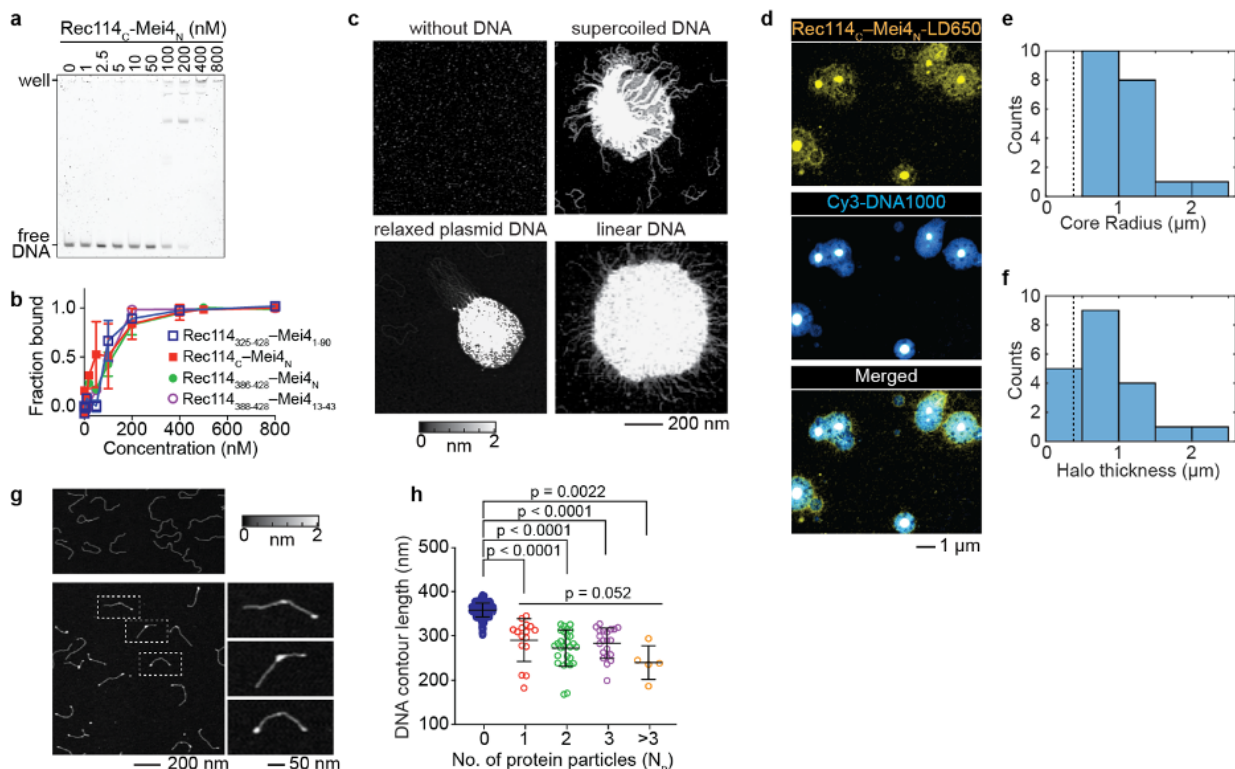 a
Rec114C-Mei4N (nM)
0 1 2.5 5 10 50 100 200 400 800
well
free
DNA
b
Fraction bound
1.0
0.5
0.0
0 200 400 600 800
Concentration (nM)
Rec114325-428–Mei41-90
Rec114C–Mei4N
Rec114386-428–Mei4N
Rec114388-428–Mei413-43
c
without DNA supercoiled DNA
relaxed plasmid DNA linear DNA
0 2
nm
200 nm
d
Rec114C–Mei4N-LD650
Cy3-DNA1000
Merged
1 µm
e
Counts
10
8
6
4
2
0
0 1 2
Core Radius (µm)
f
Counts
10
8
6
4
2
0
0 1 2
Halo thickness (µm)
g
0 2
nm
200 nm 50 nm
h
p = 0.0022
p < 0.0001
p < 0.0001
p < 0.0001
p = 0.052
DNA contour length (nm)
500
400
300
200
100
0 1 2 3 >3
No. of protein particles (Np)